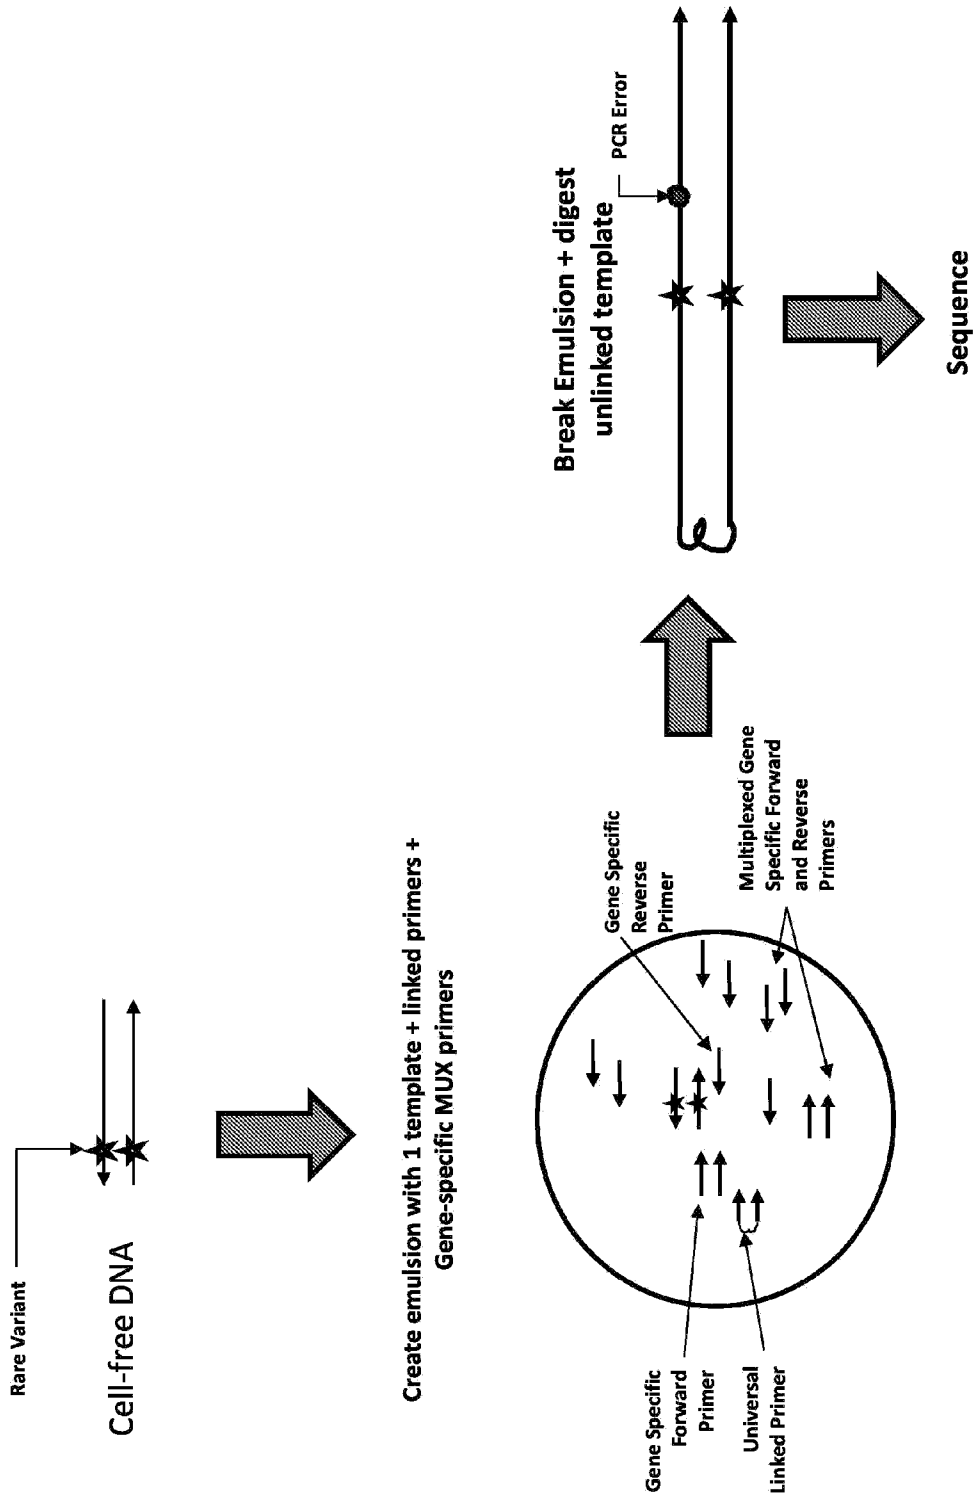 Rare Variant
Cell-free DNA
Create emulsion with 1 template + linked primers +
Gene-specific MUX primers
Gene Specific
Forward
Primer
Universal
Linked Primer
Gene Specific
Reverse
Primer
Multiplexed Gene
Specific Forward
and Reverse
Primers
Break Emulsion + digest
unlinked template
PCR Error
Sequence